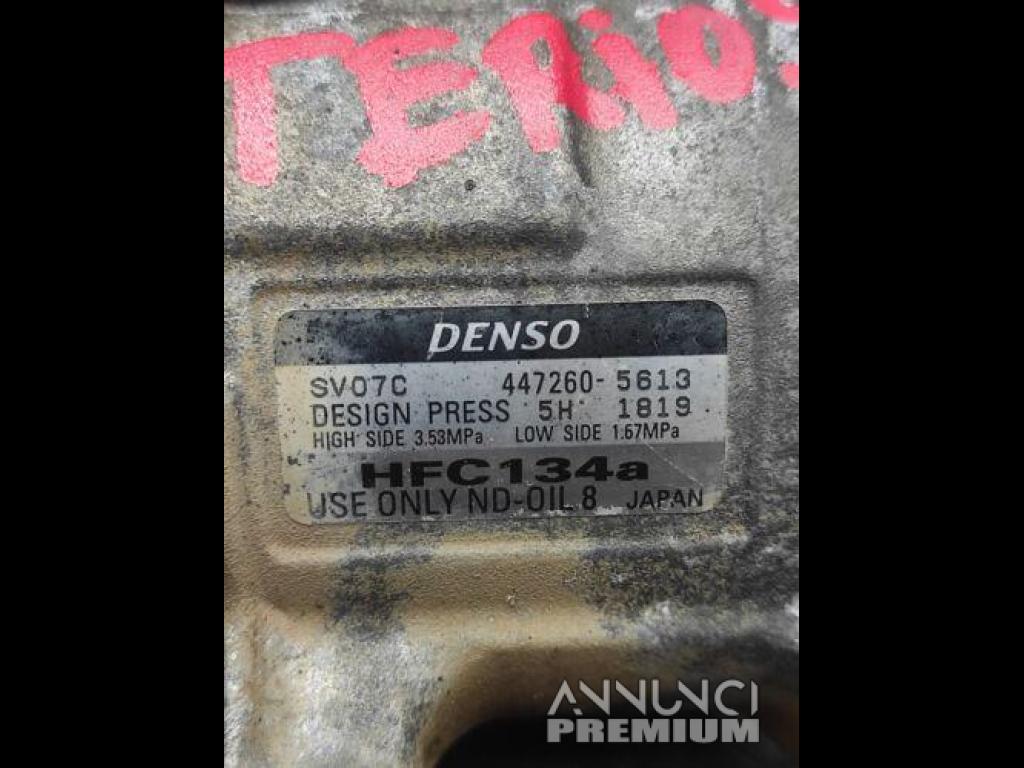 TERiOS
DENSO
SV07C 447260-5613
DESIGN PRESS 5H 1819
HIGH SIDE 3.53MPa LOW SIDE 1.67MPa
HFC134a
USE ONLY ND-OIL 8 JAPAN
ANNUNCI
PREMIUM